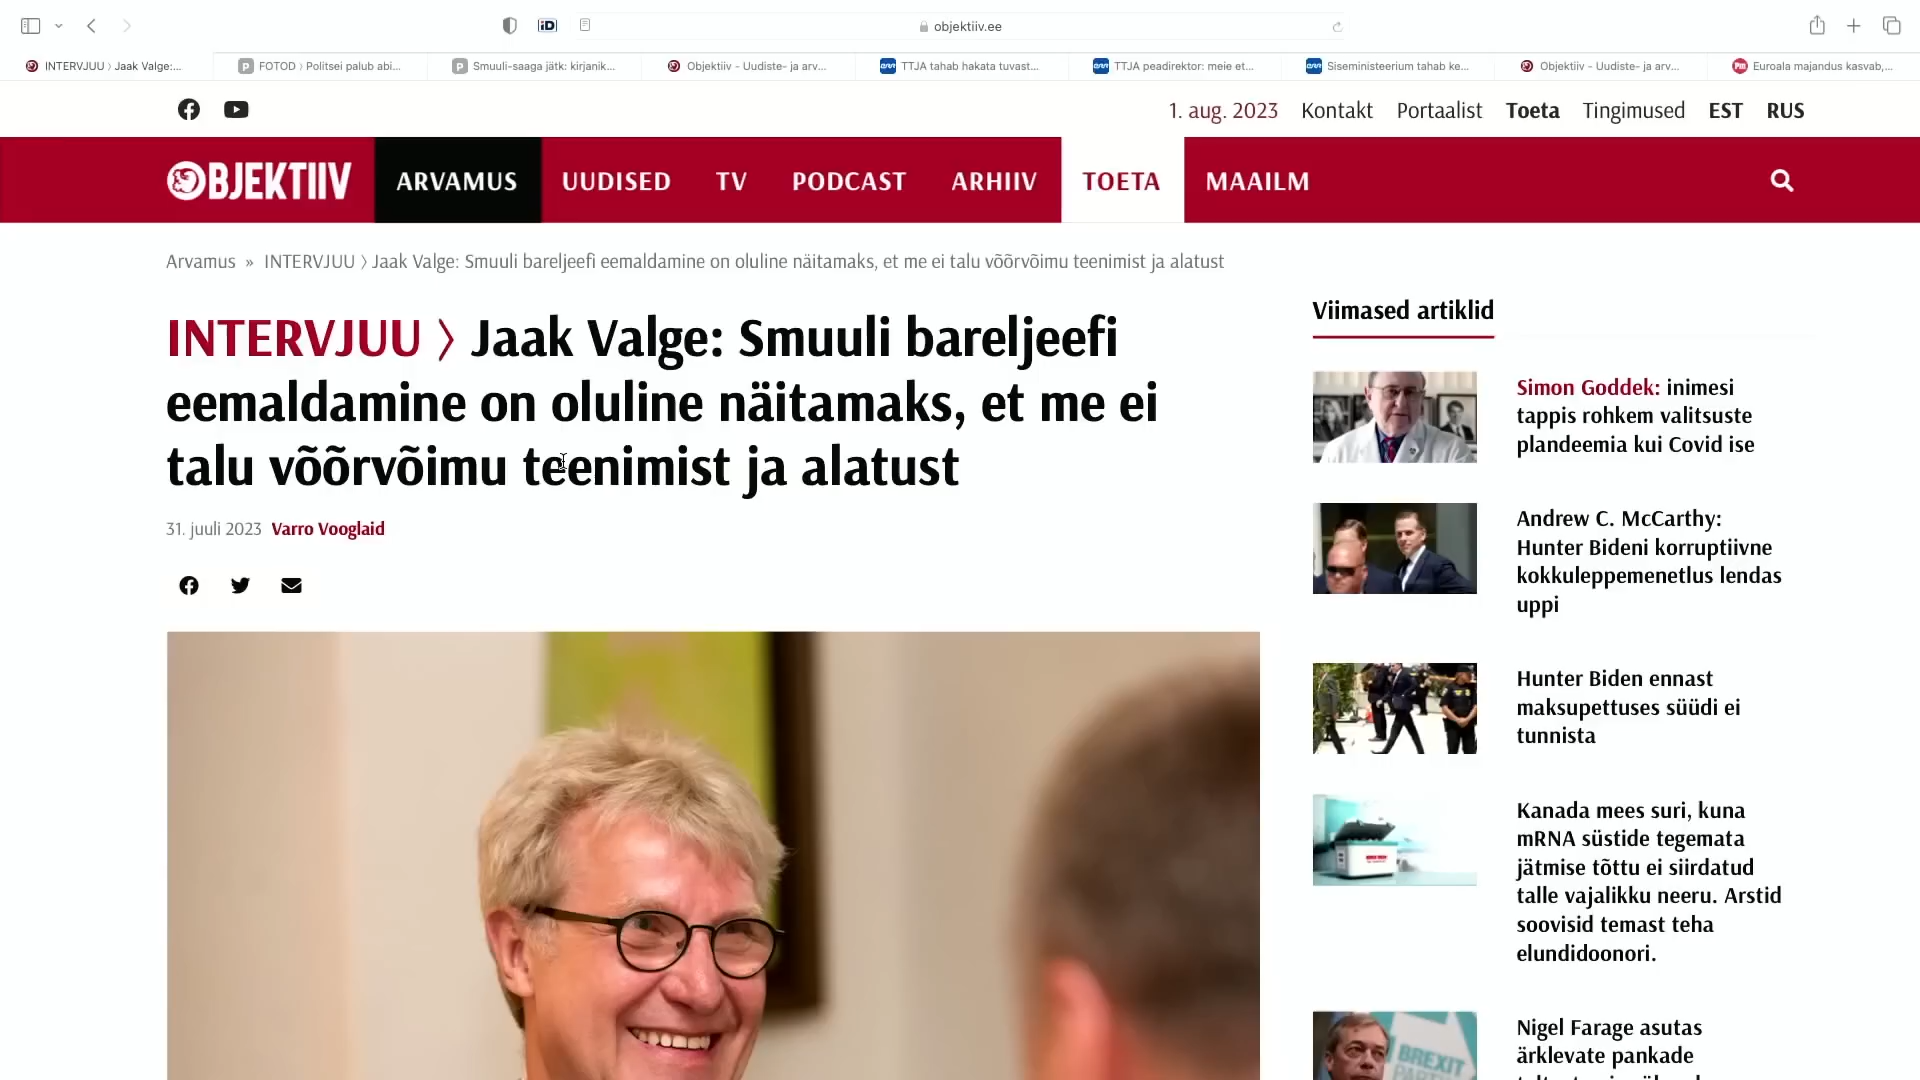 objektiiv.ee
INTERVJUU › Jaak Valge:...
FOTOD › Politsei palub abi...
Smuuli-saaga jätk: kirjanik...
Objektiiv - Uudiste- ja arv...
TTJA tahab hakata tuvast...
TTJA peadirektor: meie et...
Siseministeerium tahab ke...
Objektiiv - Uudiste- ja arv...
Euroala majandus kasvab,...
1. aug. 2023 Kontakt Portaalist Toeta Tingimused EST RUS
OBJEKTIIV ARVAMUS UUDISED TV PODCAST ARHIIV TOETA MAAILM
Arvamus » INTERVJUU › Jaak Valge: Smuuli bareljeefi eemaldamine on oluline näitamaks, et me ei talu võõrvõimu teenimist ja alatust
INTERVJUU › Jaak Valge: Smuuli bareljeefi
eemaldamine on oluline näitamaks, et me ei
talu võõrvõimu teenimist ja alatust
31. juuli 2023 Varro Vooglaid
Viimased artiklid
Simon Goddek: inimesi
tappis rohkem valitsuste
plandeemia kui Covid ise
Andrew C. McCarthy:
Hunter Bideni korruptiivne
kokkuleppemenetlus lendas
uppi
Hunter Biden ennast
maksupettuses süüdi ei
tunnista
Kanada mees suri, kuna
mRNA süstide tegemata
jätmise tõttu ei siirdatud
talle vajalikku neeru. Arstid
soovisid temast teha
elundidoonori.
Nigel Farage asutas
ärklevate pankade
BREXIT
PARTY